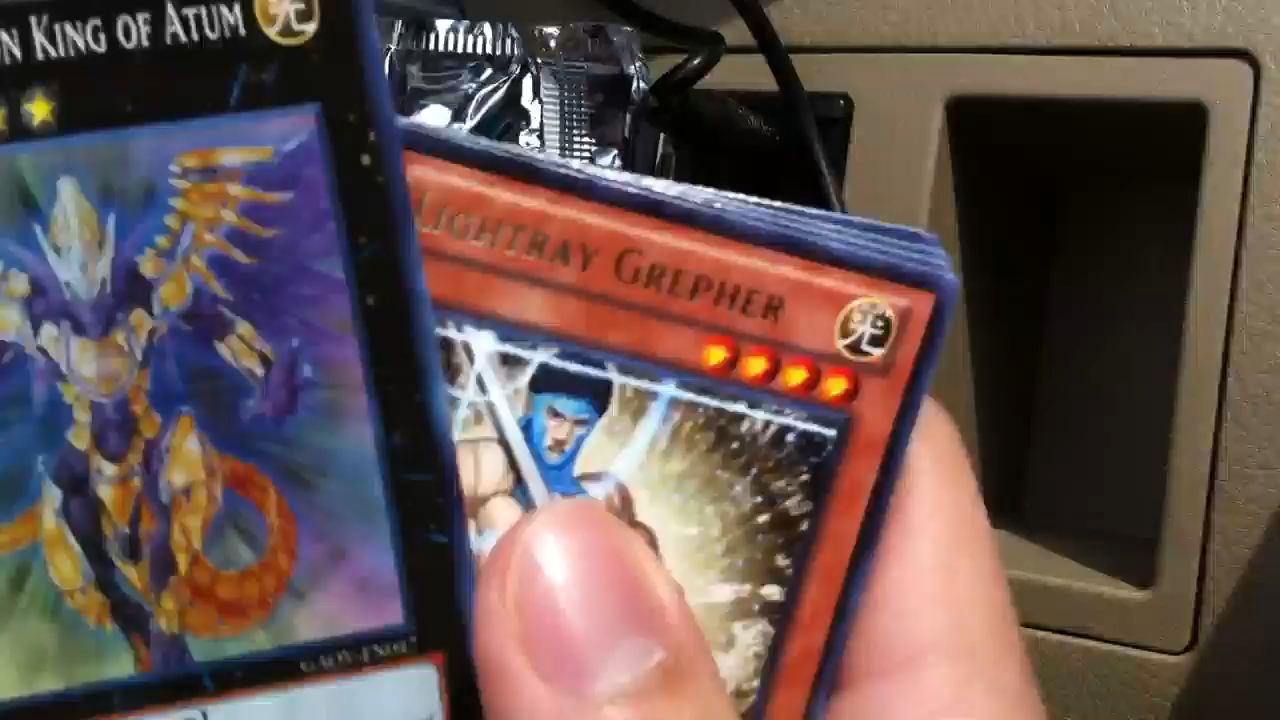 N KING OF ATUM
光
LIGHTRAY GREPHER
光